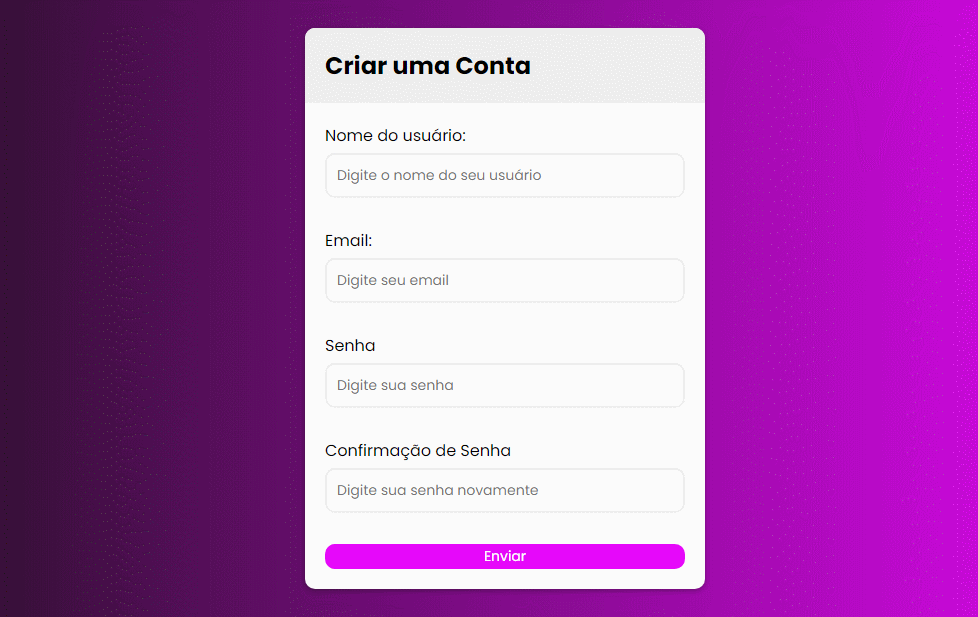 Criar uma Conta
Nome do usuário:
Digite o nome do seu usuário
Email:
Digite seu email
Senha
Digite sua senha
Confirmação de Senha
Digite sua senha novamente
Enviar